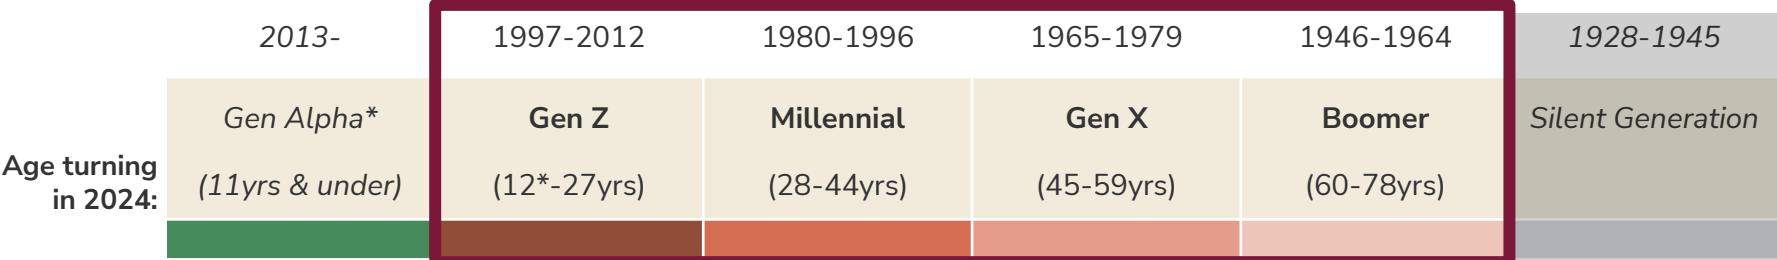 2013- 1997-2012 1980-1996 1965-1979 1946-1964 1928-1945
Gen Alpha* Gen Z Millennial Gen X Boomer Silent Generation
Age turning
in 2024:
(11yrs & under) (12*-27yrs) (28-44yrs) (45-59yrs) (60-78yrs)